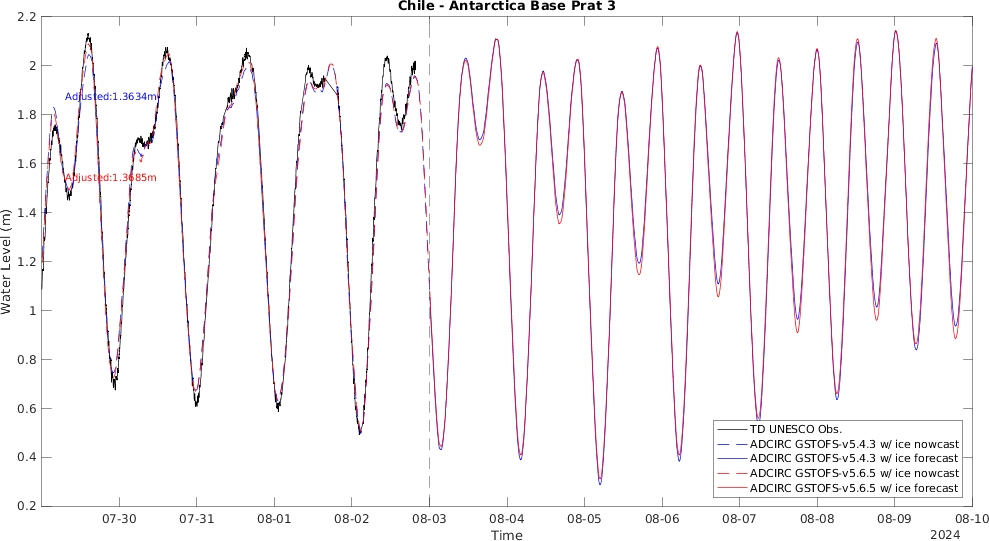 Chile - Antarctica Base Prat 3
2.2
2
1.8
1.6
1.4
1.2
1
0.8
0.6
0.4
0.2
Water Level (m)
Adjusted:1.3634m
Adjusted:1.3685m
TD UNESCO Obs.
ADCIRC GSTOFS-v5.4.3 w/ ice nowcast
ADCIRC GSTOFS-v5.4.3 w/ ice forecast
ADCIRC GSTOFS-v5.6.5 w/ ice nowcast
ADCIRC GSTOFS-v5.6.5 w/ ice forecast
07-30 07-31 08-01 08-02 08-03 08-04 08-05 08-06 08-07 08-08 08-09 08-10
Time
2024